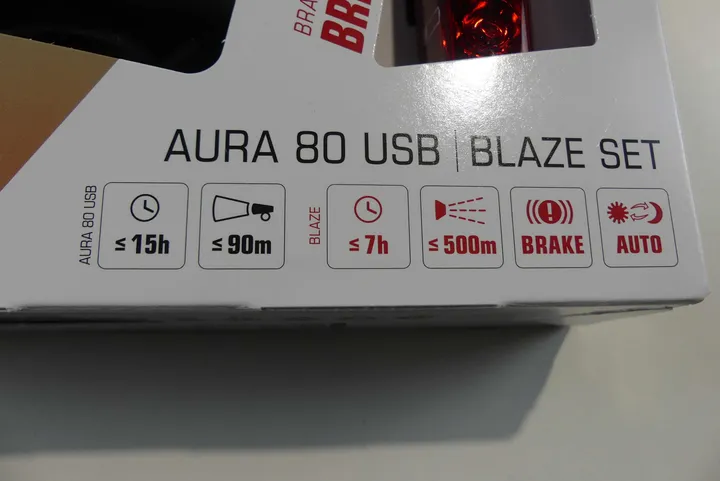 AURA 80 USB | BLAZE SET
AURA 80 USB
≤ 15h
≤ 90m
BLAZE
≤ 7h
≤ 500m
BRAKE
AUTO